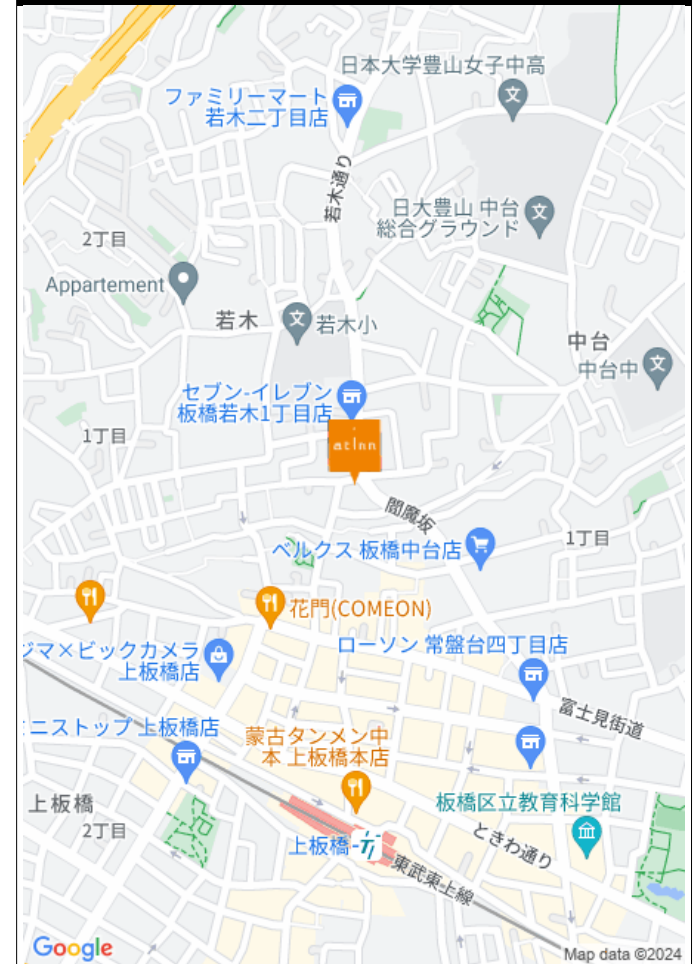 日本大学豊山女子中高
ファミリーマート
若木二丁目店
若木通り
日大豊山 中台
総合グラウンド
2丁目
Appartement
若木
若木小
中台
中台中
セブン-イレブン
板橋若木1丁目店
1丁目
at Inn
閻魔坂
ベルクス 板橋中台店
1丁目
花門(COMEON)
ジマ×ビックカメラ
上板橋店
ローソン 常盤台四丁目店
富士見街道
ニストップ 上板橋店
蒙古タンメン中
本 上板橋本店
上板橋
2丁目
板橋区立教育科学館
ときわ通り
上板橋
東武東上線
Google
Map data ©2024